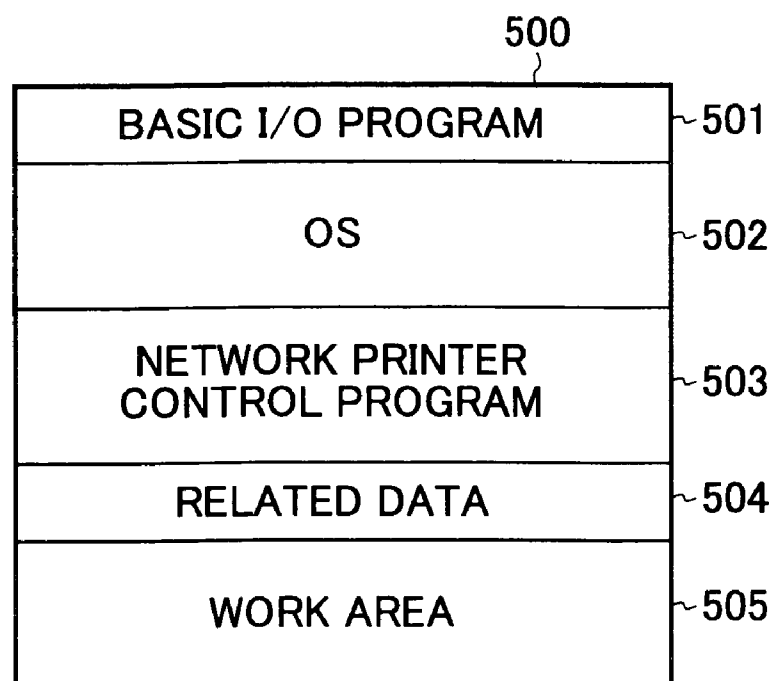 500
BASIC I/O PROGRAM
501
OS
502
NETWORK PRINTER
CONTROL PROGRAM
503
RELATED DATA
504
WORK AREA
505